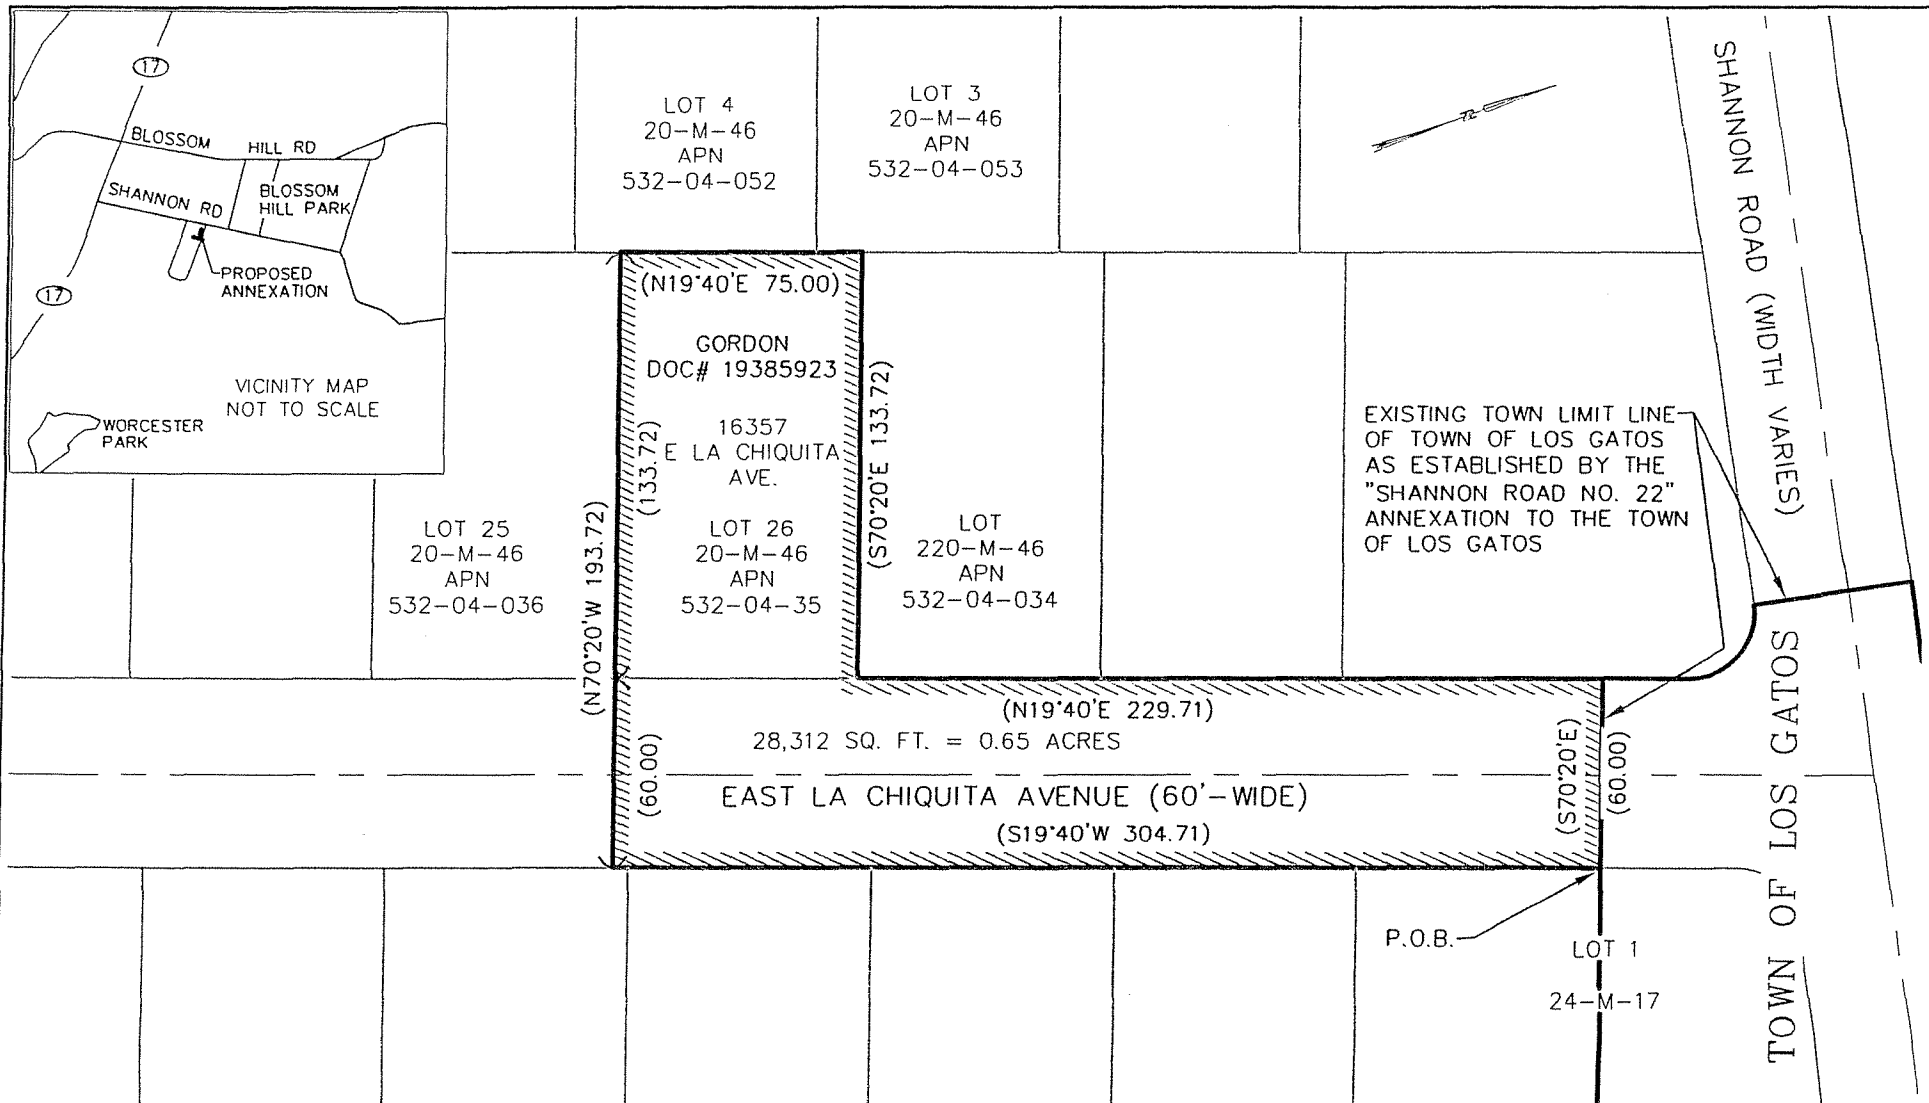 17
BLOSSOM HILL RD
SHANNON RD
BLOSSOM
HILL PARK
PROPOSED
ANNEXATION
17
VICINITY MAP
NOT TO SCALE
WORCESTER
PARK
LOT 4
20-M-46
APN
532-04-052
LOT 3
20-M-46
APN
532-04-053
SHANNON ROAD (WIDTH VARIES)
(N19°40'E 75.00)
GORDON
DOC# 19385923
16357
E LA CHIQUITA
AVE.
(133.72)
(S70°20'E 133.72)
(N70°20'W 193.72)
LOT 25
20-M-46
APN
532-04-036
LOT 26
20-M-46
APN
532-04-35
LOT
220-M-46
APN
532-04-034
EXISTING TOWN LIMIT LINE
OF TOWN OF LOS GATOS
AS ESTABLISHED BY THE
"SHANNON ROAD NO. 22"
ANNEXATION TO THE TOWN
OF LOS GATOS
(N19°40'E 229.71)
28,312 SQ. FT. = 0.65 ACRES
(60.00)
EAST LA CHIQUITA AVENUE (60'-WIDE)
(S19°40'W 304.71)
(S70°20'E)
(60.00)
TOWN OF LOS GATOS
P.O.B.
LOT 1
24-M-17